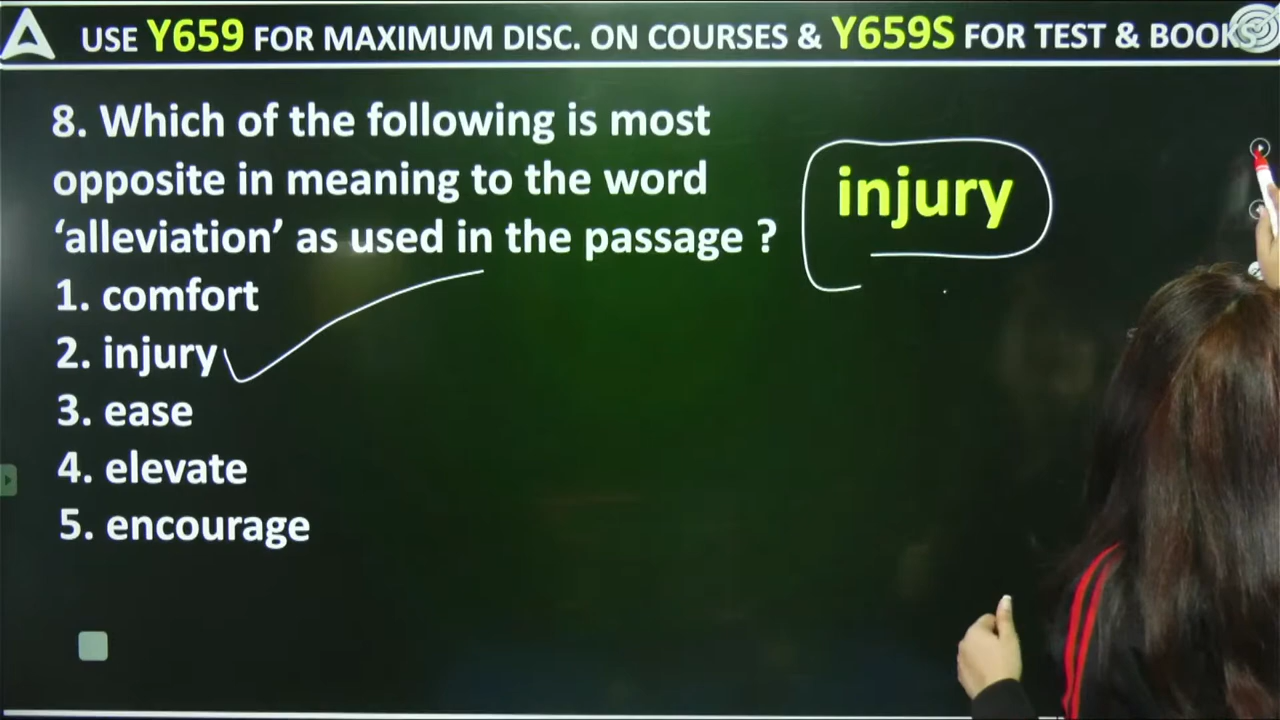 USE Y659 FOR MAXIMUM DISC. ON COURSES & Y659S FOR TEST & BOOKS
8. Which of the following is most
opposite in meaning to the word
‘alleviation’ as used in the passage ?
1. comfort
2. injury
3. ease
4. elevate
5. encourage
injury